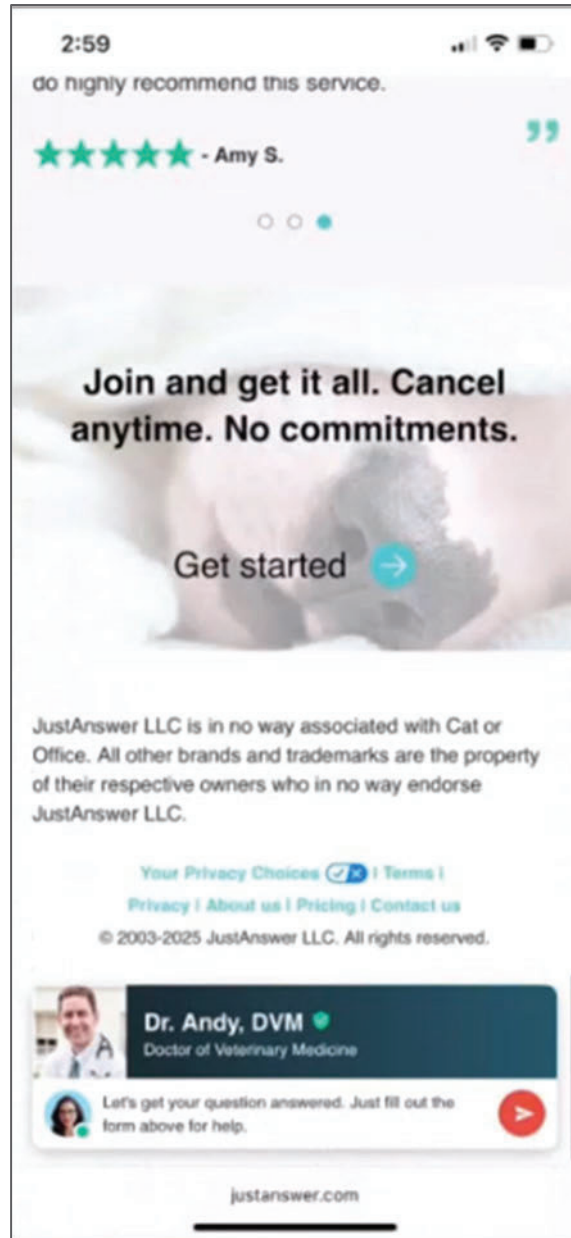 2:59
do highly recommend this service.
- Amy S.
”
Join and get it all. Cancel
anytime. No commitments.
Get started
JustAnswer LLC is in no way associated with Cat or
Office. All other brands and trademarks are the property
of their respective owners who in no way endorse
JustAnswer LLC.
Your Privacy Choices | Terms |
Privacy | About us | Pricing | Contact us
© 2003-2025 JustAnswer LLC. All rights reserved.
Dr. Andy, DVM
Doctor of Veterinary Medicine
Let's get your question answered. Just fill out the
form above for help.
justanswer.com